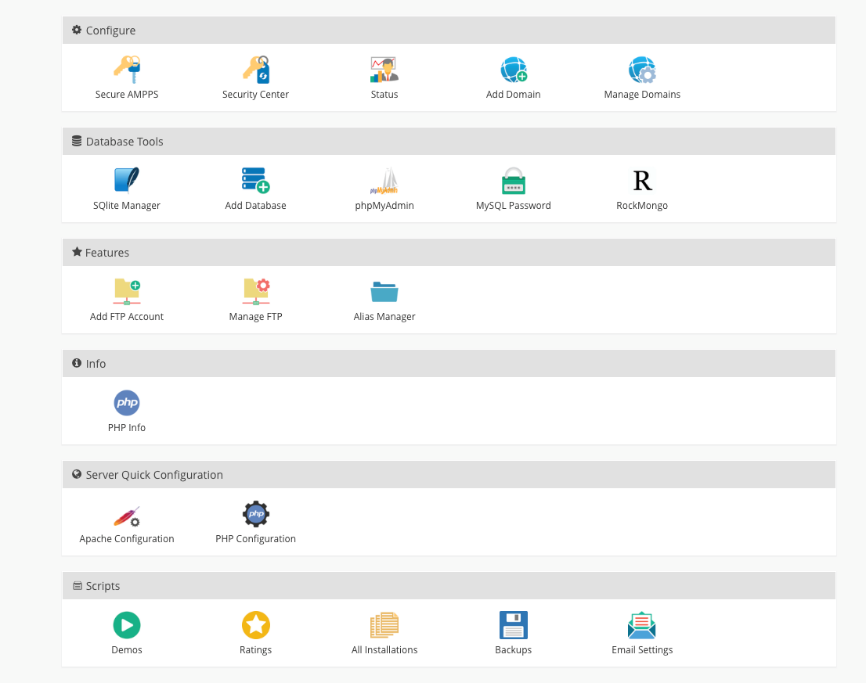 Configure
Secure AMPPS Security Center Status Add Domain Manage Domains
Database Tools
phpMyAdmin R
SQlite Manager Add Database phpMyAdmin MySQL Password RockMongo
Features
Add FTP Account Manage FTP Alias Manager
Info
php
PHP Info
Server Quick Configuration
php
Apache Configuration PHP Configuration
Scripts
Demos Ratings All Installations Backups Email Settings